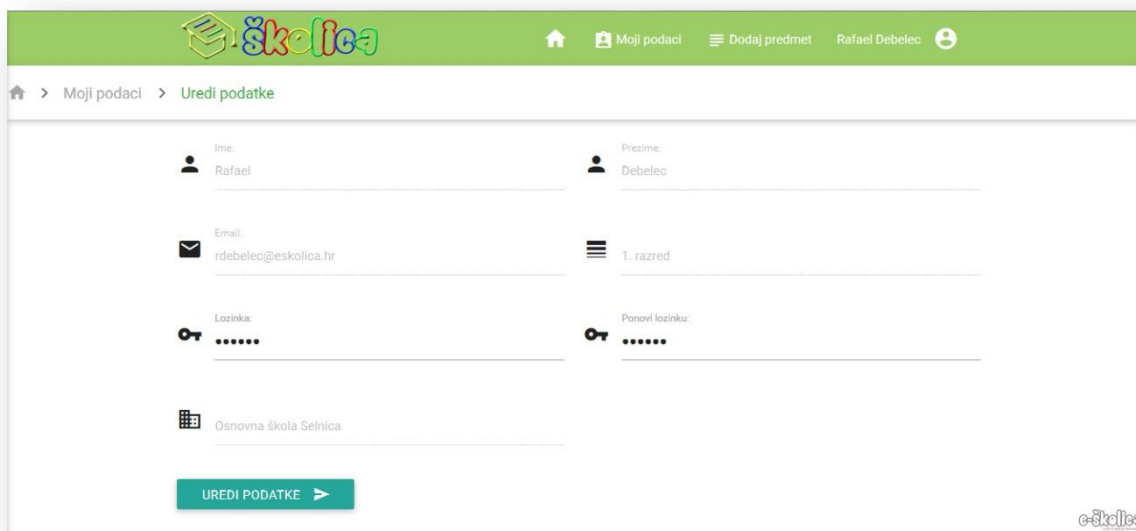 školica
Moji podaci
Dodaj predmet
Rafael Debelec
Moji podaci > Uredi podatke
Ime:
Rafael
Prezime:
Debelec
Email:
rdebelec@eskolica.hr
1. razred
Lozinka:
••••••
Ponovi lozinku:
••••••
Osnovna škola Selnica
UREDI PODATKE
e-školica